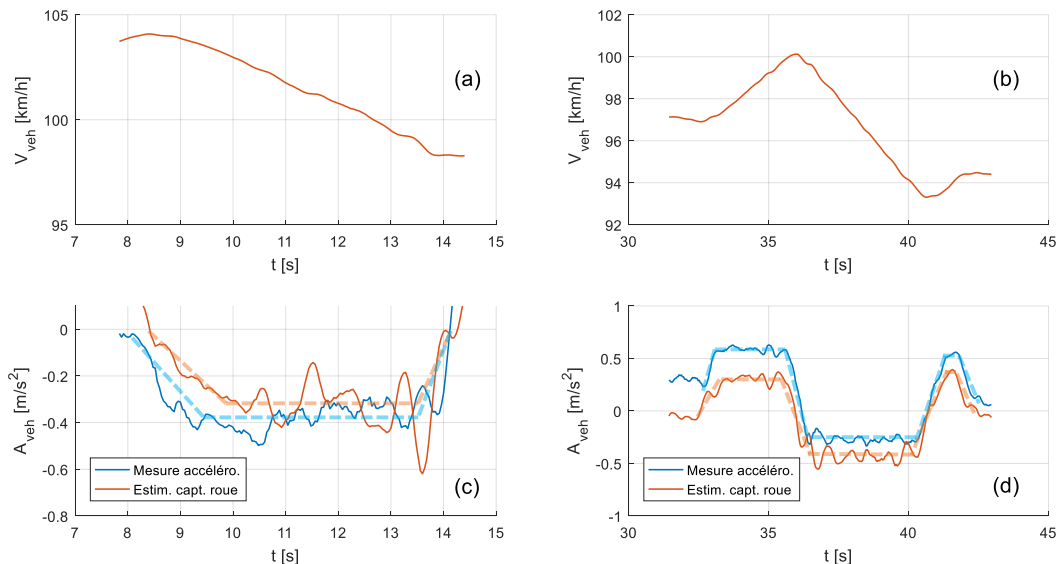 105
100
95
V_veh [km/h]
(a)
7 8 9 10 11 12 13 14 15
t [s]
102
100
98
96
94
92
V_veh [km/h]
(b)
30 35 40 45
t [s]
0
-0.2
-0.4
-0.6
-0.8
A_veh [m/s²]
Mesure accéléro.
Estim. capt. roue
(c)
7 8 9 10 11 12 13 14 15
t [s]
1
0.5
0
-0.5
-1
A_veh [m/s²]
Mesure accéléro.
Estim. capt. roue
(d)
30 35 40 45
t [s]